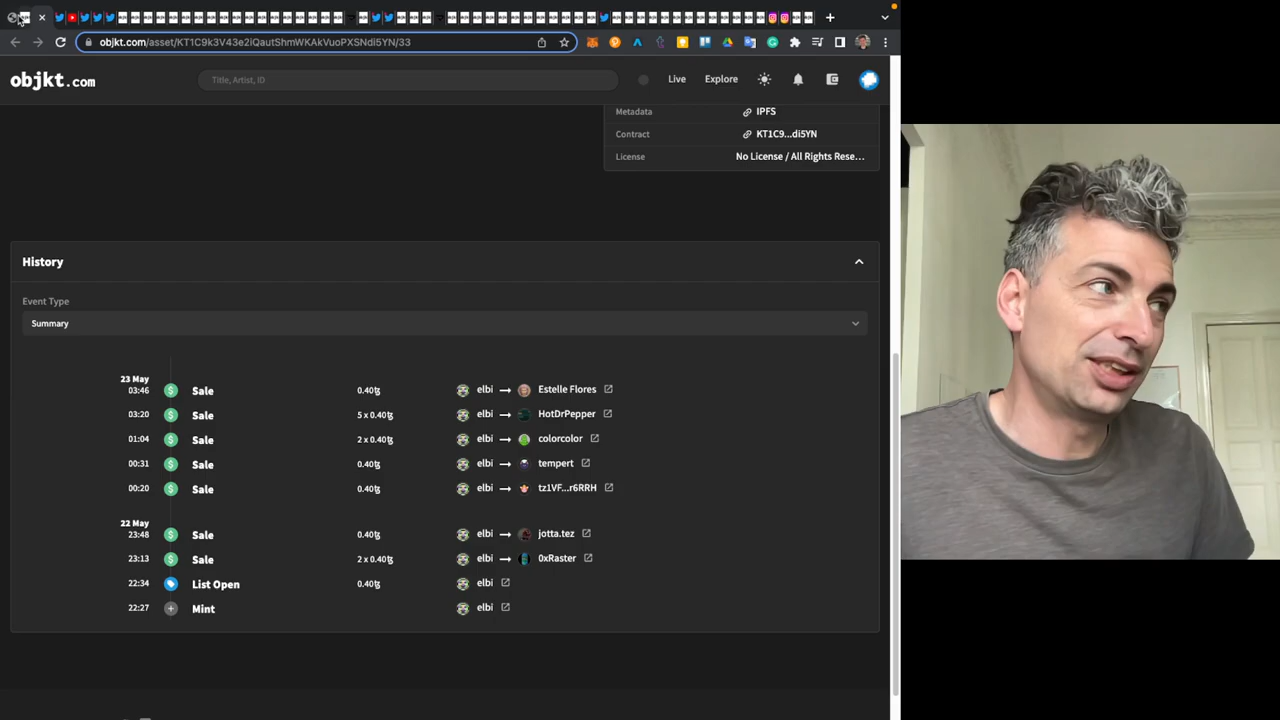 objkt.com/asset/KT1C9k3V43e2iQautShmWKAkVuoPXSNdi5YN/33
objkt.com
Title, Artist, ID
Live
Explore
Metadata
IPFS
Contract
KT1C9...di5YN
License
No License / All Rights Rese...
History
Event Type
Summary
23 May
03:46 Sale 0.40ꜩ elbi → Estelle Flores
03:20 Sale 5 x 0.40ꜩ elbi → HotDrPepper
01:04 Sale 2 x 0.40ꜩ elbi → colorcolor
00:31 Sale 0.40ꜩ elbi → tempert
00:20 Sale 0.40ꜩ elbi → tz1VF...r6RRH
22 May
23:48 Sale 0.40ꜩ elbi → jotta.tez
23:13 Sale 2 x 0.40ꜩ elbi → 0xRaster
22:34 List Open 0.40ꜩ elbi
22:27 Mint elbi